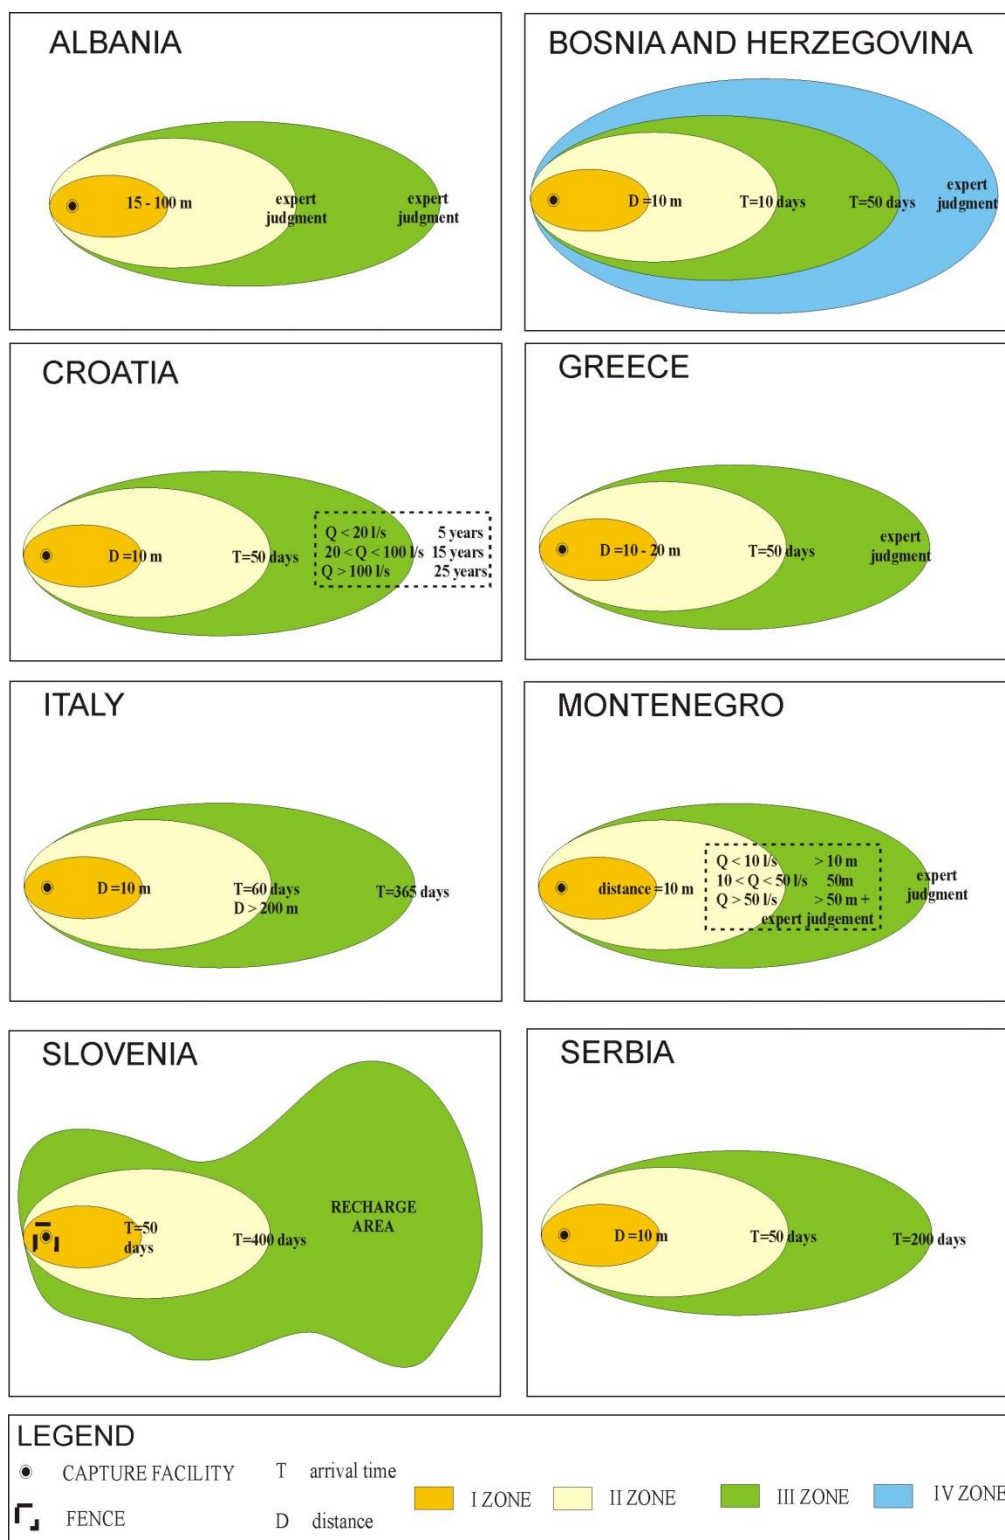 ALBANIA
15 - 100 m
expert
judgment
expert
judgment
BOSNIA AND HERZEGOVINA
D =10 m
T=10 days
T=50 days
expert
judgment
CROATIA
D =10 m
T=50 days
Q < 20 l/s 5 years
20 < Q < 100 l/s 15 years
Q > 100 l/s 25 years
GREECE
D =10 - 20 m
T=50 days
expert
judgment
ITALY
D =10 m
T=60 days
D > 200 m
T=365 days
MONTENEGRO
distance =10 m
Q < 10 l/s > 10 m
10 < Q < 50 l/s 50m
Q > 50 l/s > 50 m +
expert judgement
expert
judgment
SLOVENIA
T=50
days
T=400 days
RECHARGE
AREA
SERBIA
D =10 m
T=50 days
T=200 days
LEGEND
CAPTURE FACILITY T arrival time
I ZONE II ZONE III ZONE IV ZONE
FENCE D distance